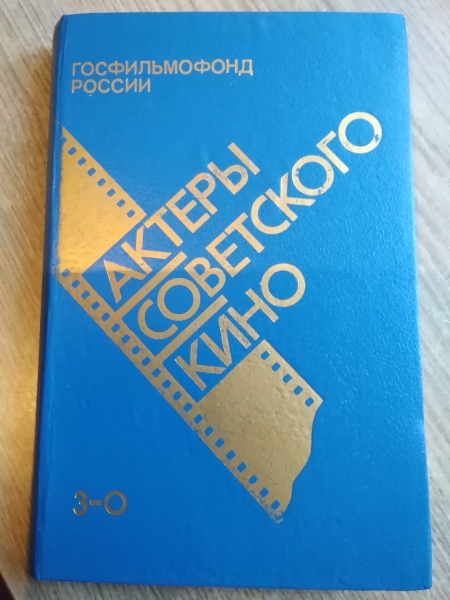 ГОСФИЛЬМОФОНД
РОССИИ
АКТЕРЫ
СОВЕТСКОГО
КИНО
З-О